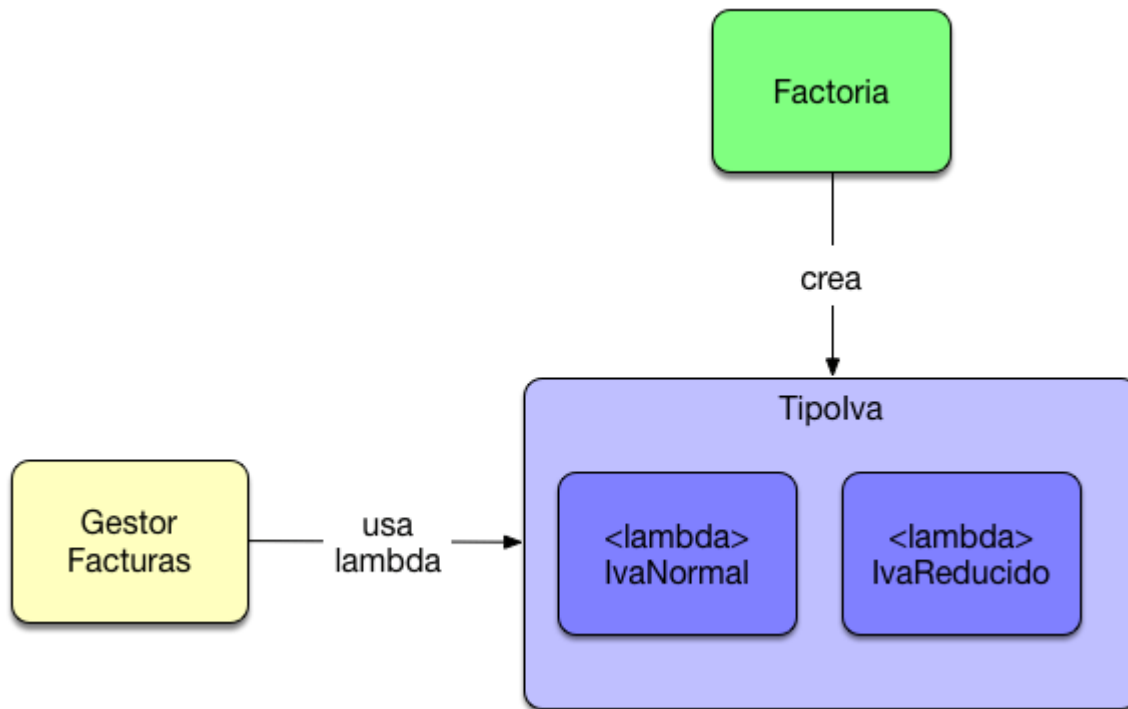 Factoria
crea
TipoIva
Gestor
Facturas
usa
lambda
<lambda>
IvaNormal
<lambda>
IvaReducido